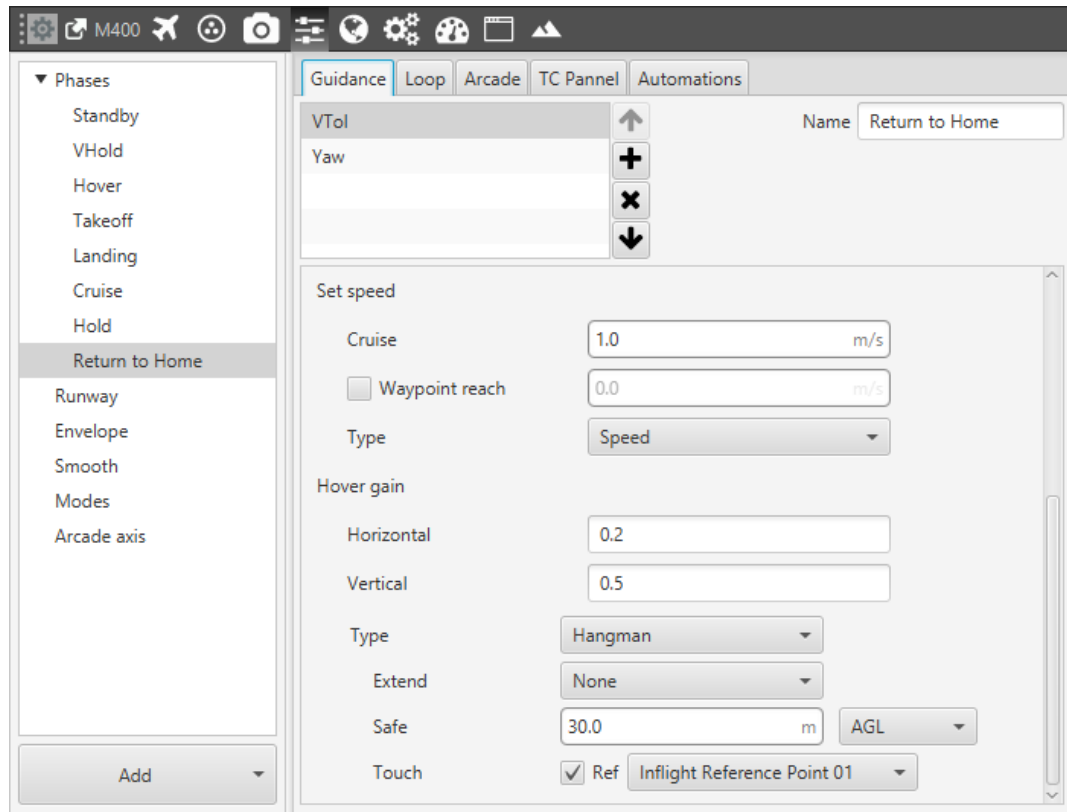 M400
Phases
Standby
VHold
Hover
Takeoff
Landing
Cruise
Hold
Return to Home
Runway
Envelope
Smooth
Modes
Arcade axis
Add
Guidance Loop Arcade TC Pannel Automations
VTol
Yaw
Name Return to Home
Set speed
Cruise 1.0 m/s
Waypoint reach 0.0 m/s
Type Speed
Hover gain
Horizontal 0.2
Vertical 0.5
Type Hangman
Extend None
Safe 30.0 m AGL
Touch Ref Inflight Reference Point 01